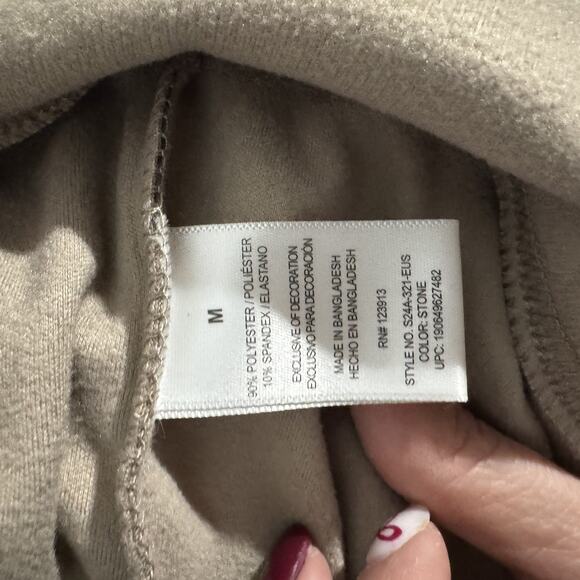 M
90% POLYESTER / POLIÉSTER
10% SPANDEX / ELASTANO
EXCLUSIVE OF DECORATION
EXCLUSIVO PARA DECORACIÓN
MADE IN BANGLADESH
HECHO EN BANGLADESH
RN# 123913
STYLE NO. S24A-321-EUS
COLOR: STONE
UPC: 190649627482